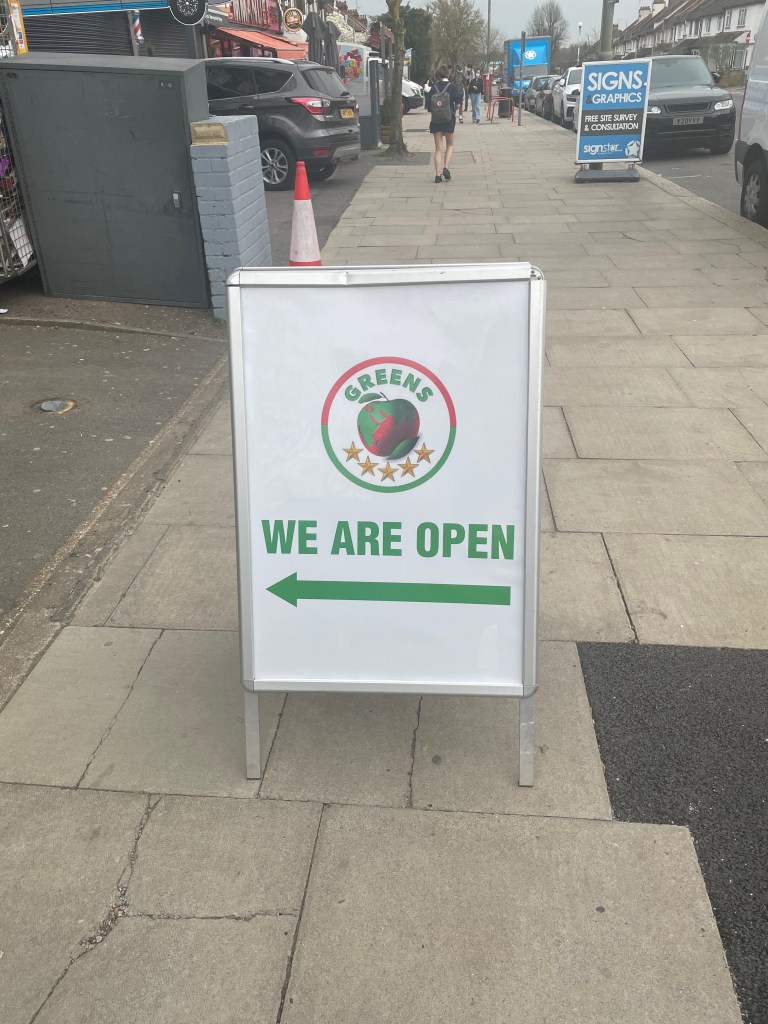 SIGNS.
&GRAPHICS
FREE SITE SURVEY
& CONSULTATION
signstar
GREENS
WE ARE OPEN